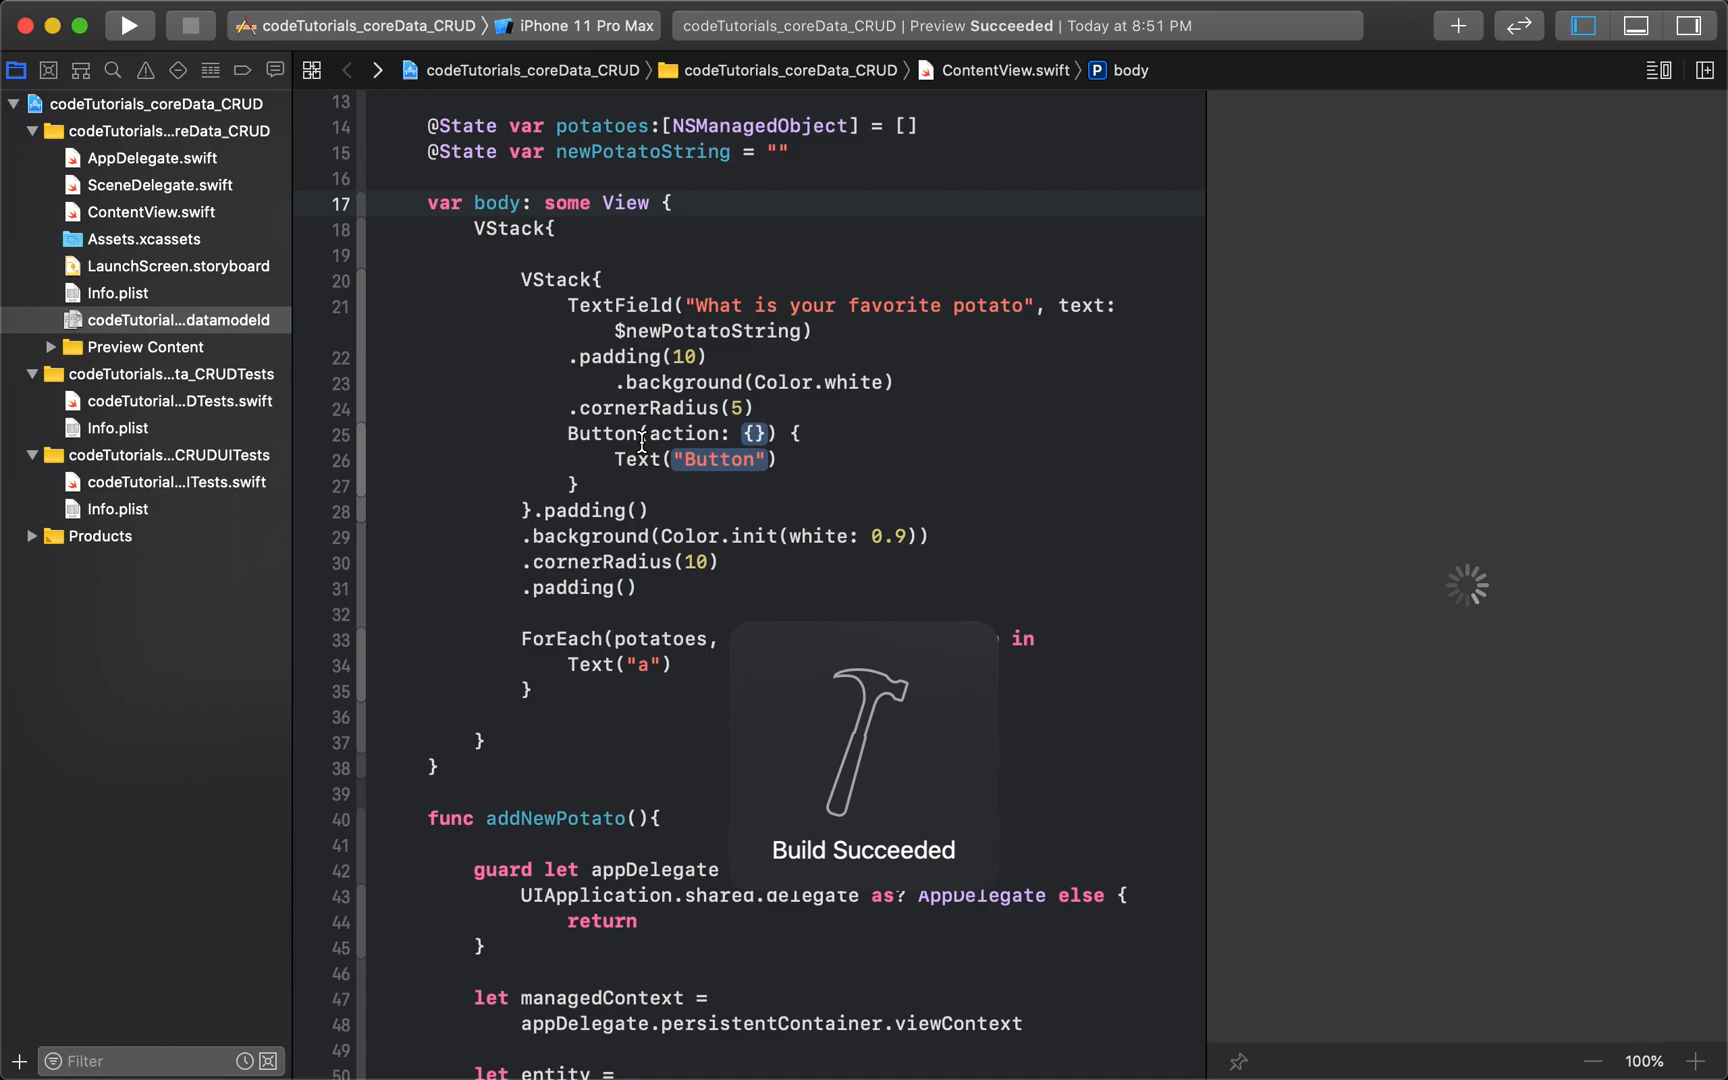 codeTutorials_coreData_CRUD 〉 iPhone 11 Pro Max
codeTutorials_coreData_CRUD | Preview Succeeded | Today at 8:51 PM
codeTutorials_coreData_CRUD 〉 codeTutorials_coreData_CRUD 〉 ContentView.swift 〉 P body
codeTutorials_coreData_CRUD
codeTutorials...reData_CRUD
AppDelegate.swift
SceneDelegate.swift
ContentView.swift
Assets.xcassets
LaunchScreen.storyboard
Info.plist
codeTutorial...datamodeld
Preview Content
codeTutorials...ta_CRUDTests
codeTutorial...DTests.swift
Info.plist
codeTutorials...CRUDUITests
codeTutorial...ITests.swift
Info.plist
Products
Filter
13
14 @State var potatoes:[NSManagedObject] = []
15 @State var newPotatoString = ""
16
17 var body: some View {
18 VStack{
19
20 VStack{
21 TextField("What is your favorite potato", text:
$newPotatoString)
22 .padding(10)
23 .background(Color.white)
24 .cornerRadius(5)
25 Button(action: {}) {
26 Text("Button")
27 }
28 }.padding()
29 .background(Color.init(white: 0.9))
30 .cornerRadius(10)
31 .padding()
32
33 ForEach(potatoes, in
34 Text("a")
35 }
36
37 }
38 }
39
40 func addNewPotato(){
41
42 guard let appDelegate
43 UIApplication.shared.delegate as? AppDelegate else {
44 return
45 }
46
47 let managedContext =
48 appDelegate.persistentContainer.viewContext
49
50 let entity =
Build Succeeded
100%